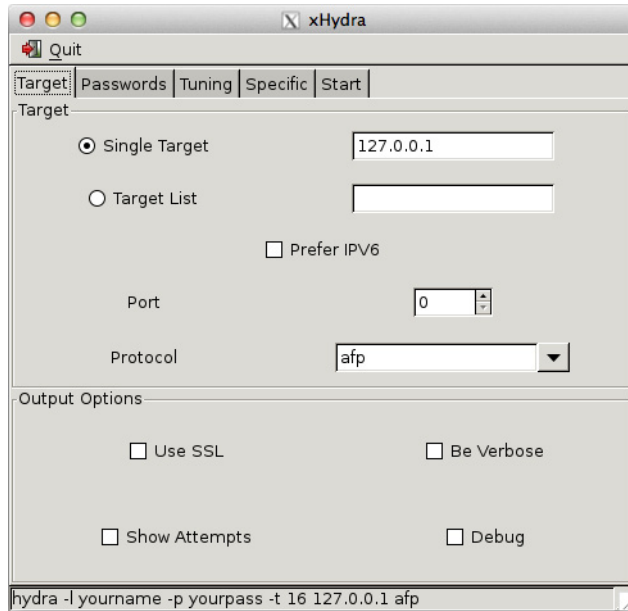 X xHydra
Quit
Target Passwords Tuning Specific Start
Target
Single Target 127.0.0.1
Target List
Prefer IPV6
Port 0
Protocol afp
Output Options
Use SSL Be Verbose
Show Attempts Debug
hydra -l yourname -p yourpass -t 16 127.0.0.1 afp